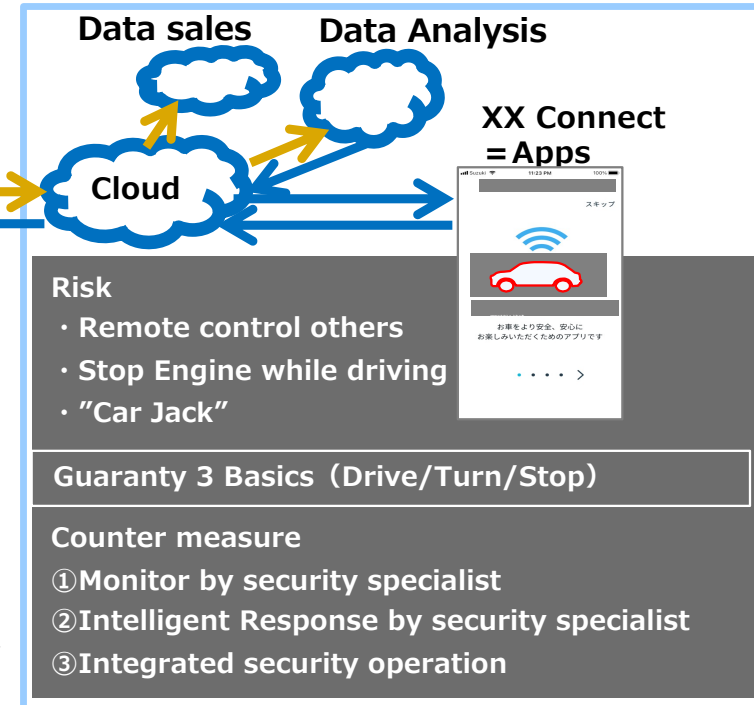 Data sales
Data Analysis
XX Connect
＝Apps
Cloud
Suzuki
11:23 PM
100%
スキップ
お車をより安全、安心に
お楽しみいただくためのアプリです
Risk
・Remote control others
・Stop Engine while driving
・”Car Jack”
Guaranty 3 Basics（Drive/Turn/Stop）
Counter measure
①Monitor by security specialist
②Intelligent Response by security specialist
③Integrated security operation